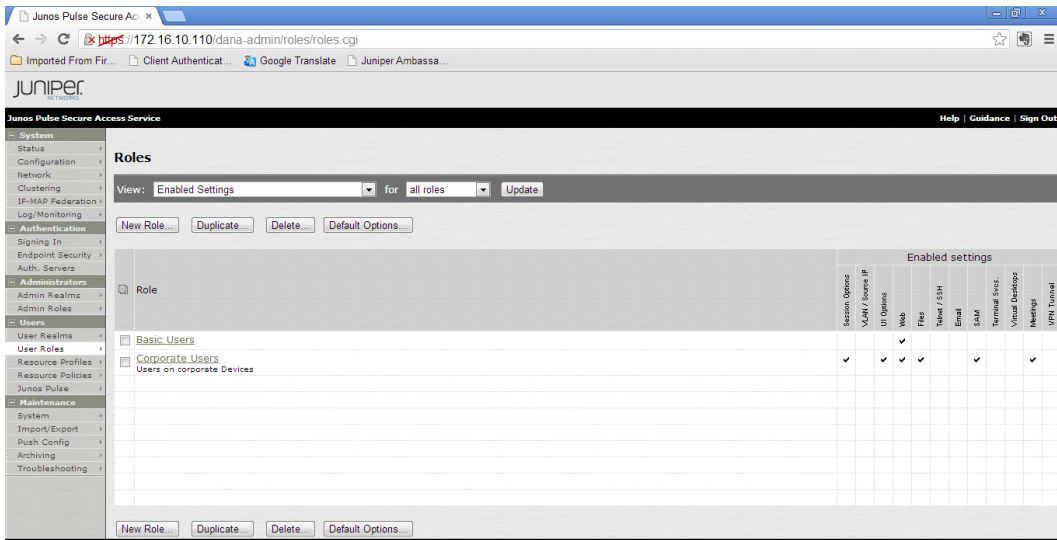 Junos Pulse Secure Ac
https://172.16.10.110/dana-admin/roles/roles.cgi
Imported From Fir... Client Authenticat... Google Translate Juniper Ambassa...
JUNIPER
NETWORKS
Junos Pulse Secure Access Service Help | Guidance | Sign Out
System
Status
Configuration
Network
Clustering
IF-MAP Federation
Log/Monitoring
Authentication
Signing In
Endpoint Security
Auth. Servers
Administrators
Admin Realms
Admin Roles
Users
User Realms
User Roles
Resource Profiles
Resource Policies
Junos Pulse
Maintenance
System
Import/Export
Push Config
Archiving
Troubleshooting
Roles
View: Enabled Settings for all roles Update
New Role... Duplicate... Delete... Default Options...
Enabled settings
Role
Session Options
VLAN / Source IP
UI Options
Web
Files
Telnet / SSH
Email
SAM
Terminal Svcs.
Virtual Desktops
Meetings
VPN Tunnel
Basic Users
Corporate Users
Users on corporate Devices
New Role... Duplicate... Delete... Default Options...